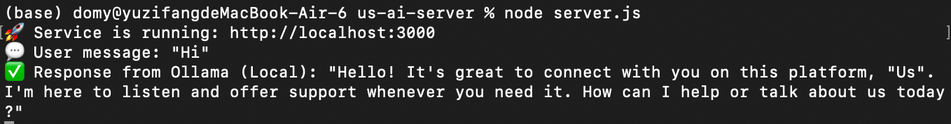 (base) domy@yuzifangdeMacBook-Air-6 us-ai-server % node server.js
🚀 Service is running: http://localhost:3000
💬 User message: "Hi"
✅ Response from Ollama (Local): "Hello! It's great to connect with you on this platform, "Us".
I'm here to listen and offer support whenever you need it. How can I help or talk about us today
?"